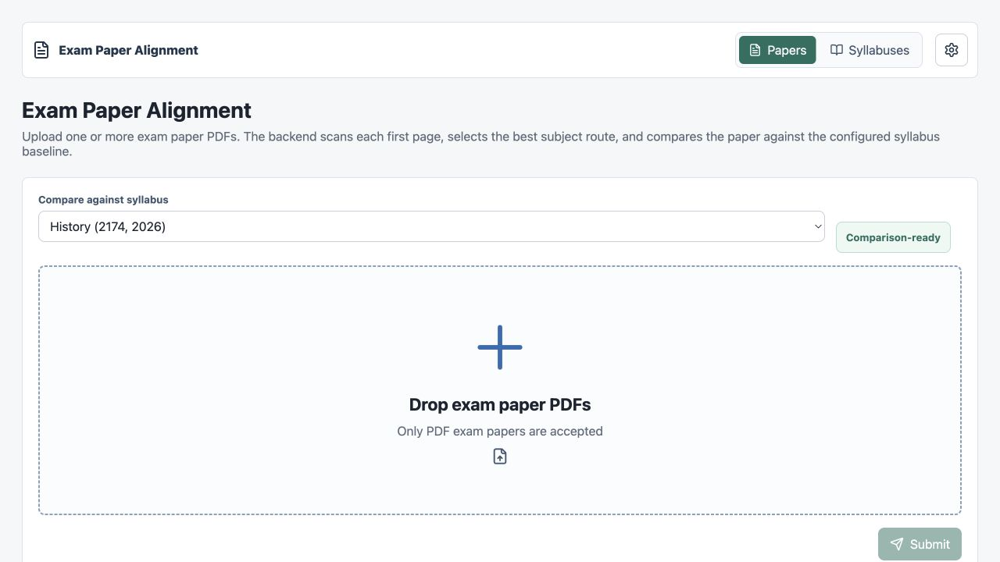 Exam Paper Alignment
Papers
Syllabuses
Exam Paper Alignment
Upload one or more exam paper PDFs. The backend scans each first page, selects the best subject route, and compares the paper against the configured syllabus
baseline.
Compare against syllabus
History (2174, 2026)
Comparison-ready
Drop exam paper PDFs
Only PDF exam papers are accepted
Submit